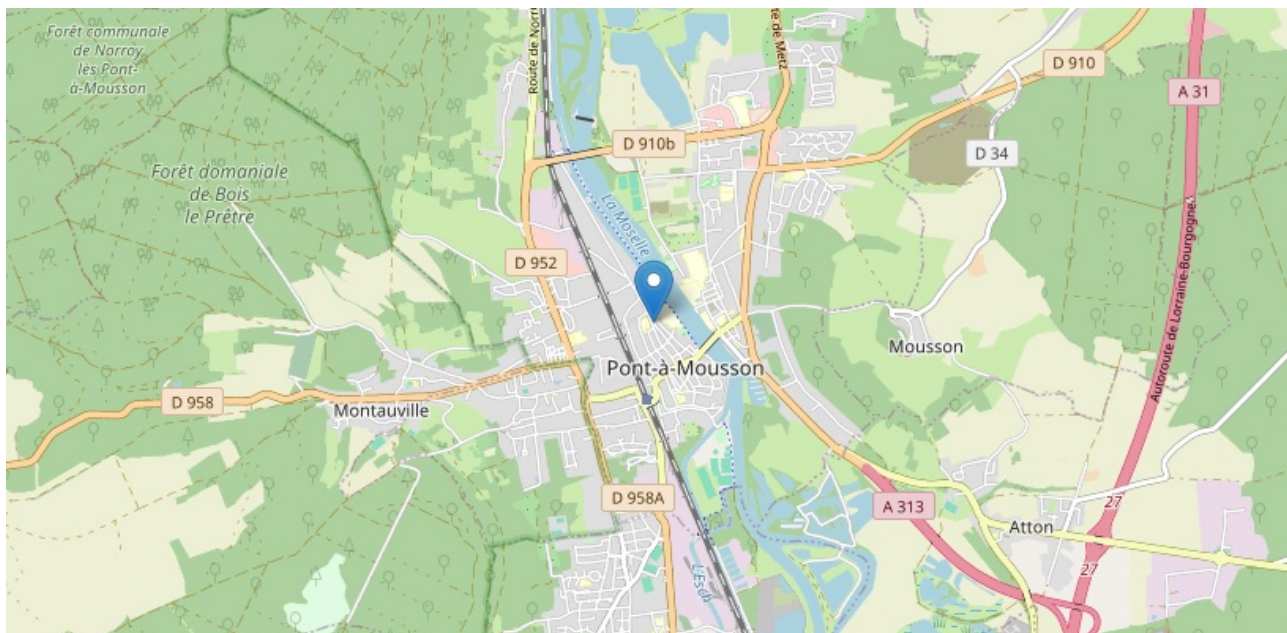 Forêt communale
de Norroy
lès Pont-
à-Mousson
Route de Norr
te de Metz
D 910
A 31
D 910b
D 34
Forêt domaniale
de Bois
le Prêtre
La Moselle
D 952
Autoroute de Lorraine-Bourgogne
Mousson
Pont-à-Mousson
D 958
Montauville
D 958A
A 313
27
Atton
L'Esch
27